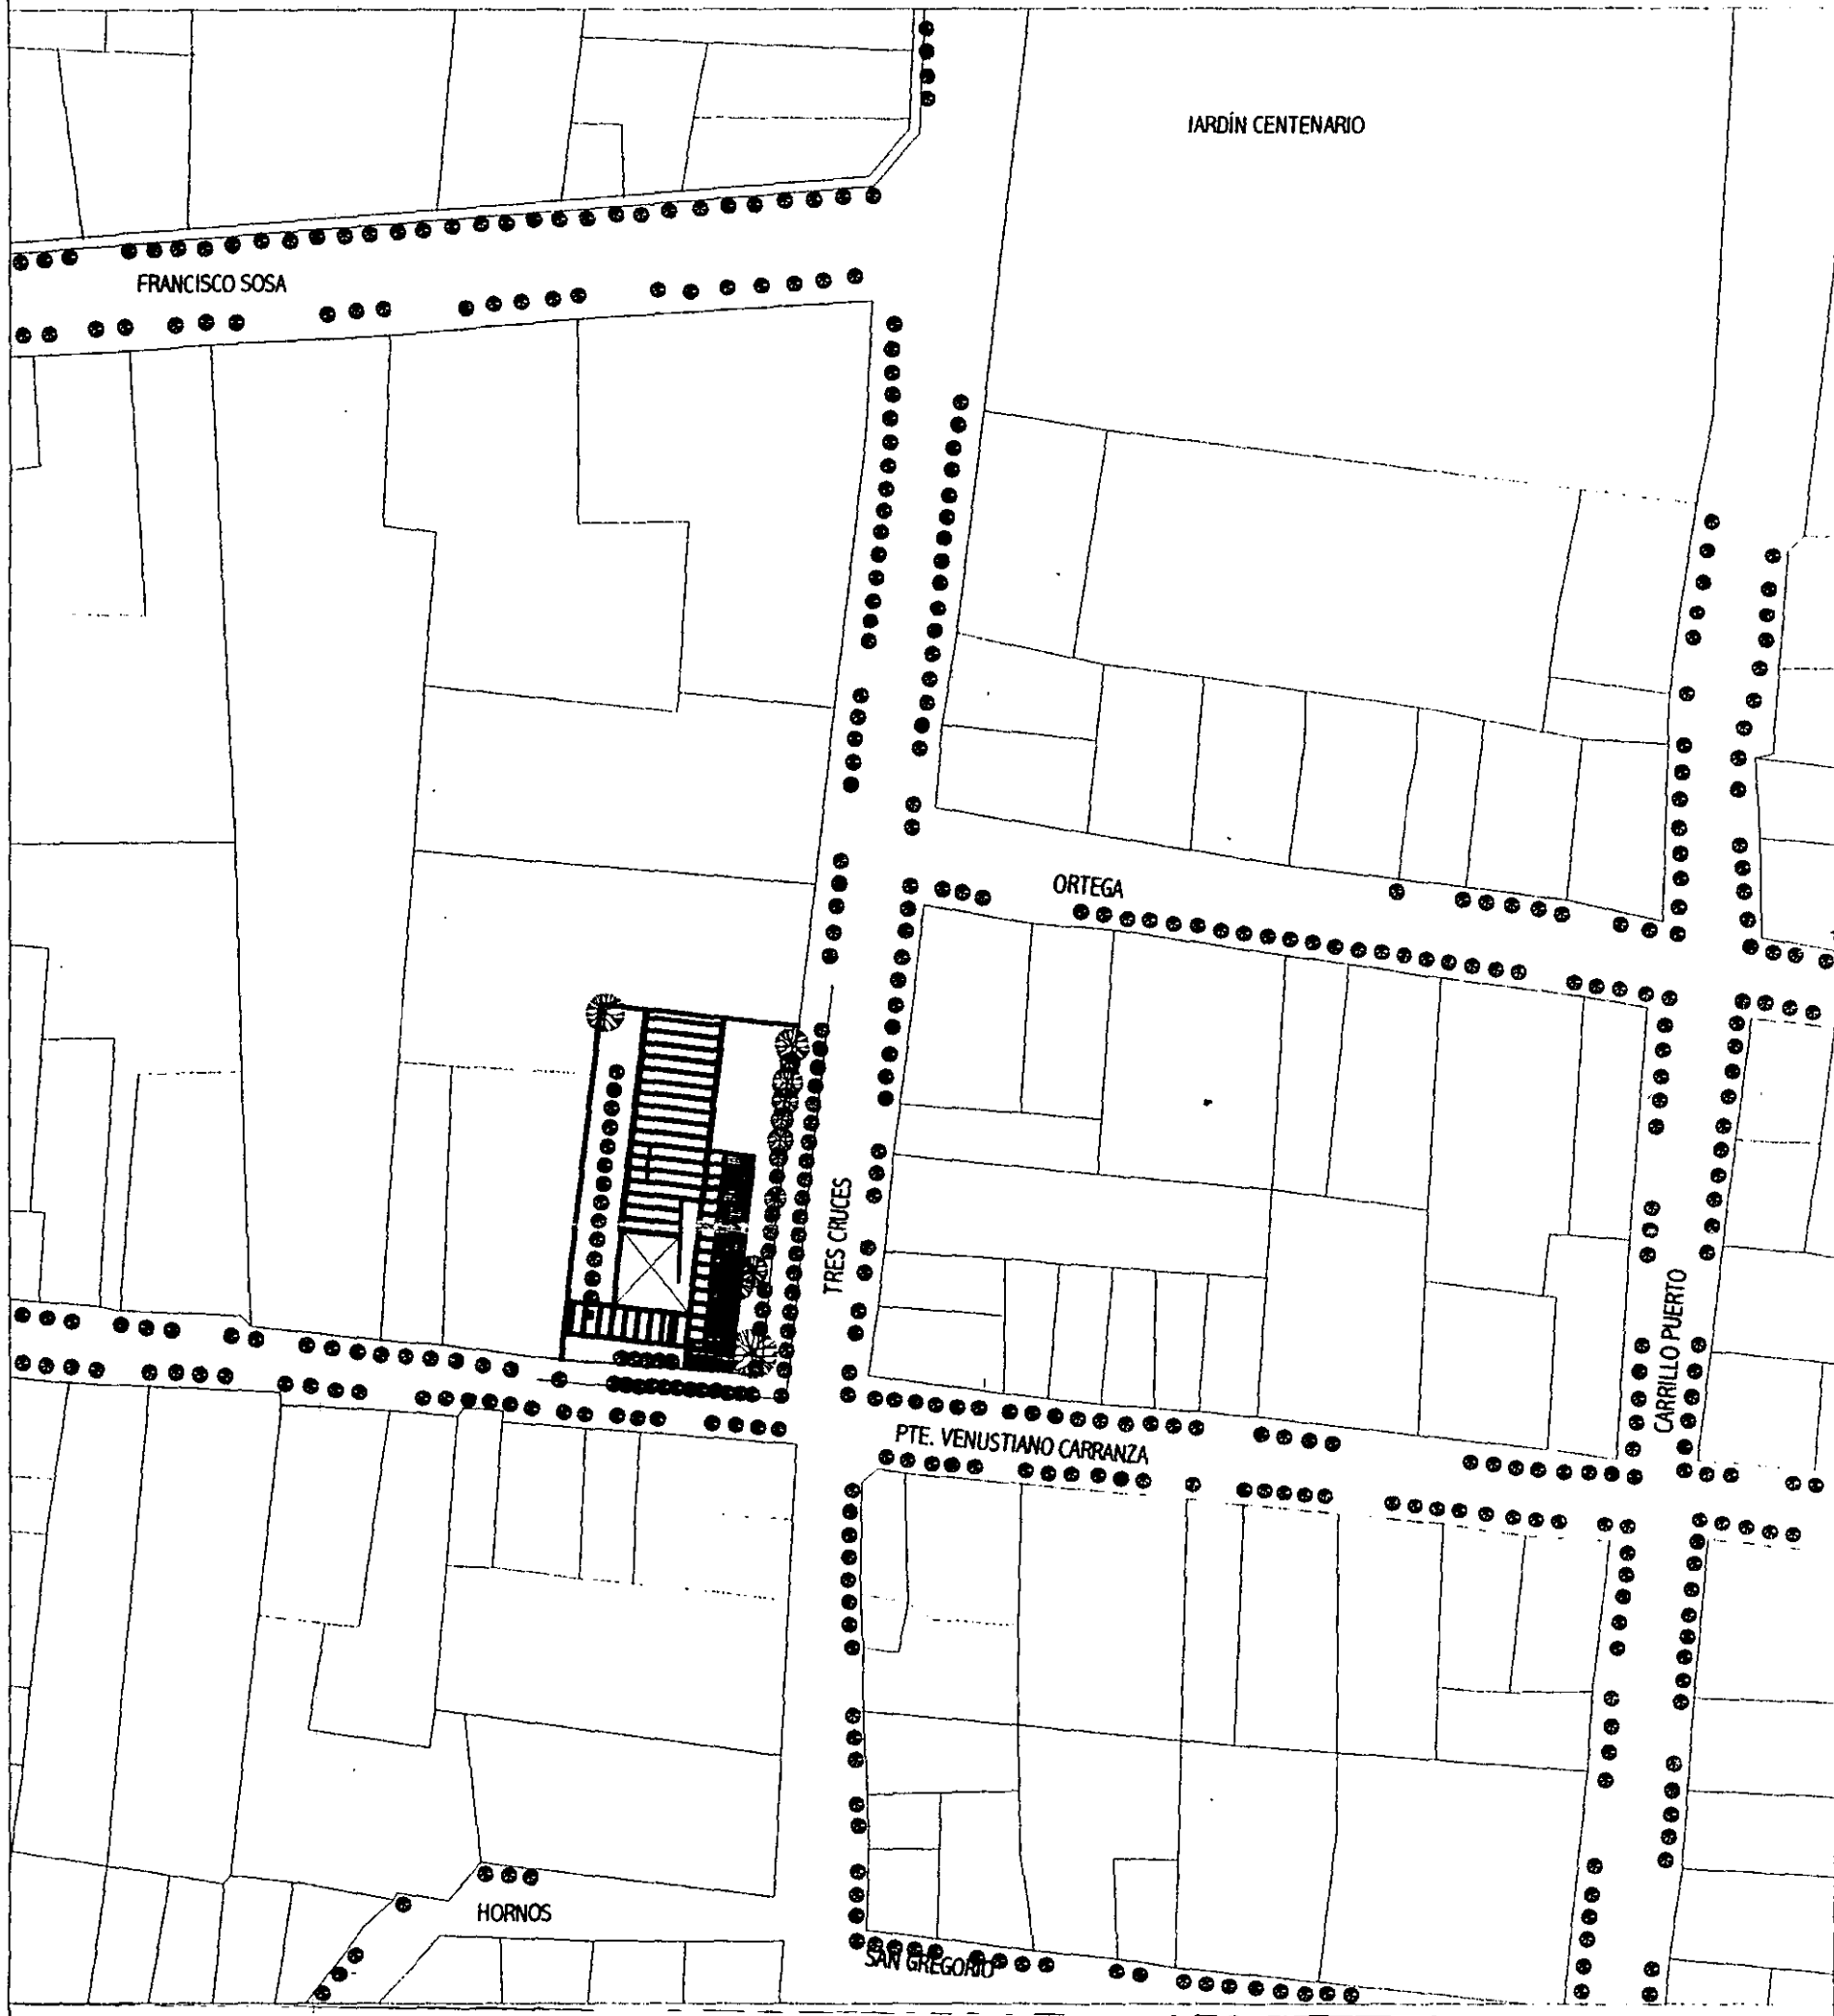 JARDÍN CENTENARIO
FRANCISCO SOSA
ORTEGA
TRES CRUCES
CARRILLO PUERTO
PTE. VENUSTIANO CARRANZA
HORNOS
SAN GREGORIO